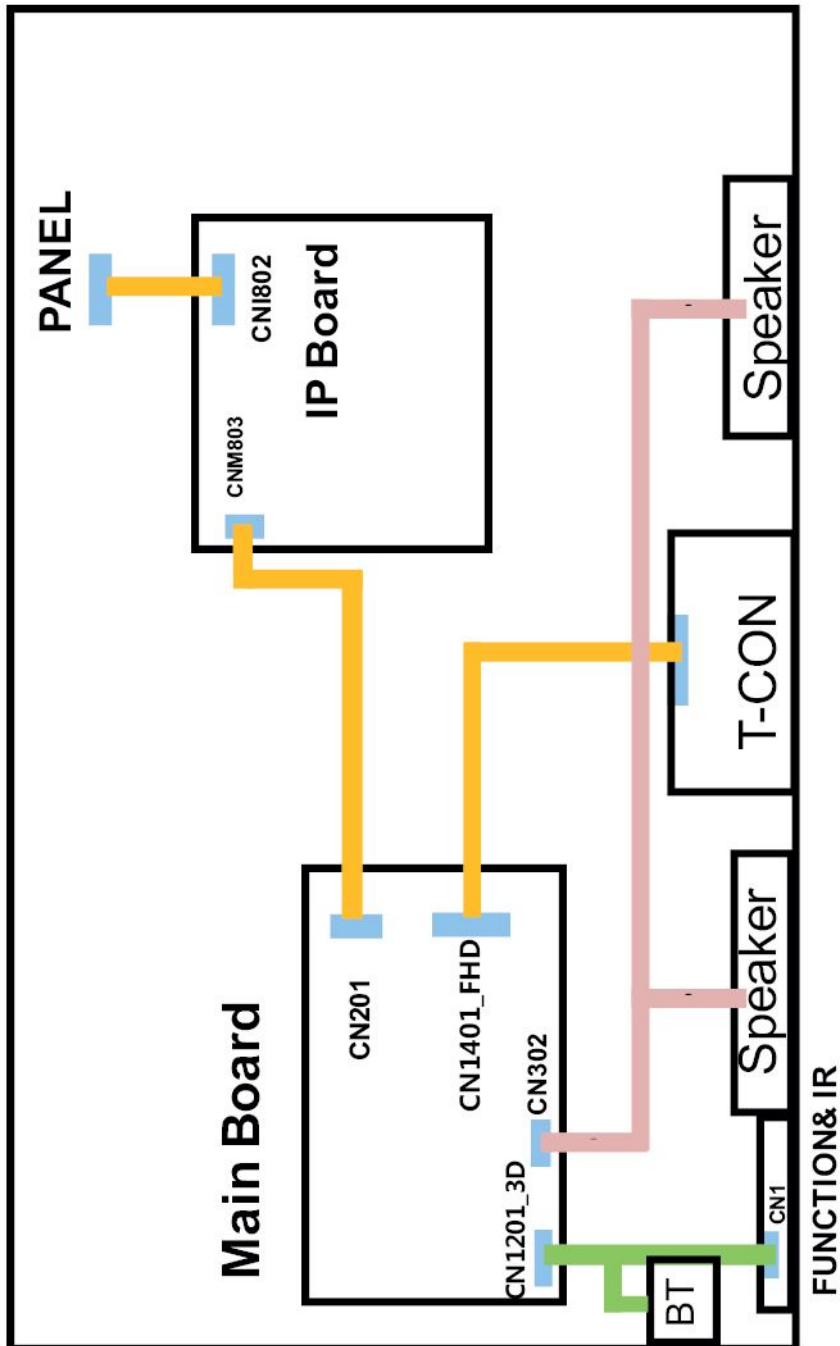 PANEL
CNI802
IP Board
CNM803
Speaker
T-CON
Main Board
CN201
CN1401_FHD
CN302
CN1201_3D
Speaker
CN1
BT
FUNCTION& IR